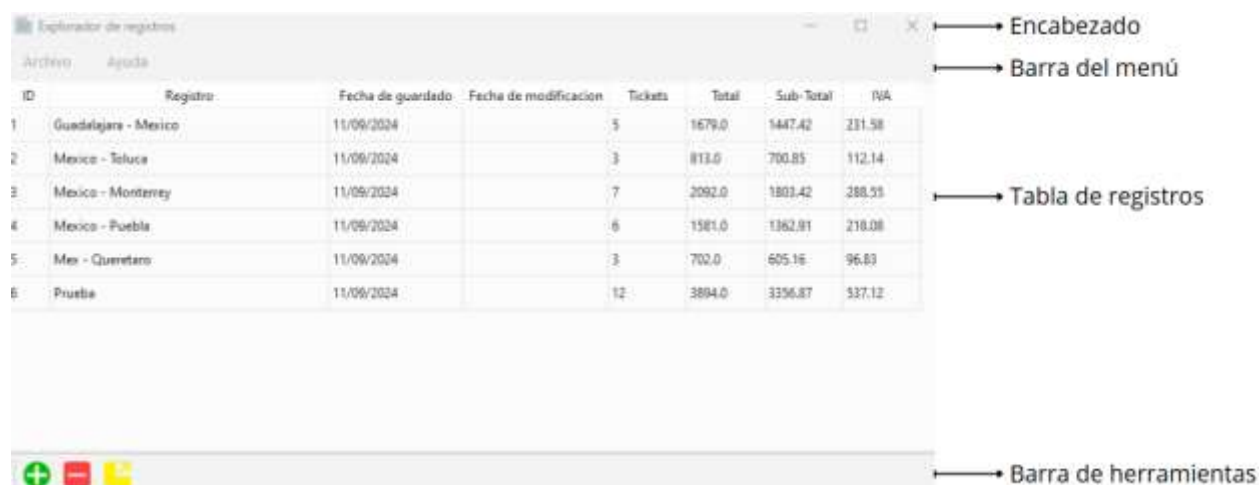 Explorador de registros
Encabezado
Archivo Ayuda
Barra del menú
ID Registro Fecha de guardado Fecha de modificacion Tickets Total Sub-Total IVA
1 Guadalajara - Mexico 11/09/2024 5 1679.0 1447.42 231.58
2 Mexico - Toluca 11/09/2024 3 813.0 700.85 112.14
3 Mexico - Monterrey 11/09/2024 7 2092.0 1803.42 288.55
Tabla de registros
4 Mexico - Puebla 11/09/2024 6 1581.0 1362.91 218.08
5 Mex - Queretaro 11/09/2024 3 702.0 605.16 96.83
6 Prueba 11/09/2024 12 3894.0 3356.87 537.12
Barra de herramientas